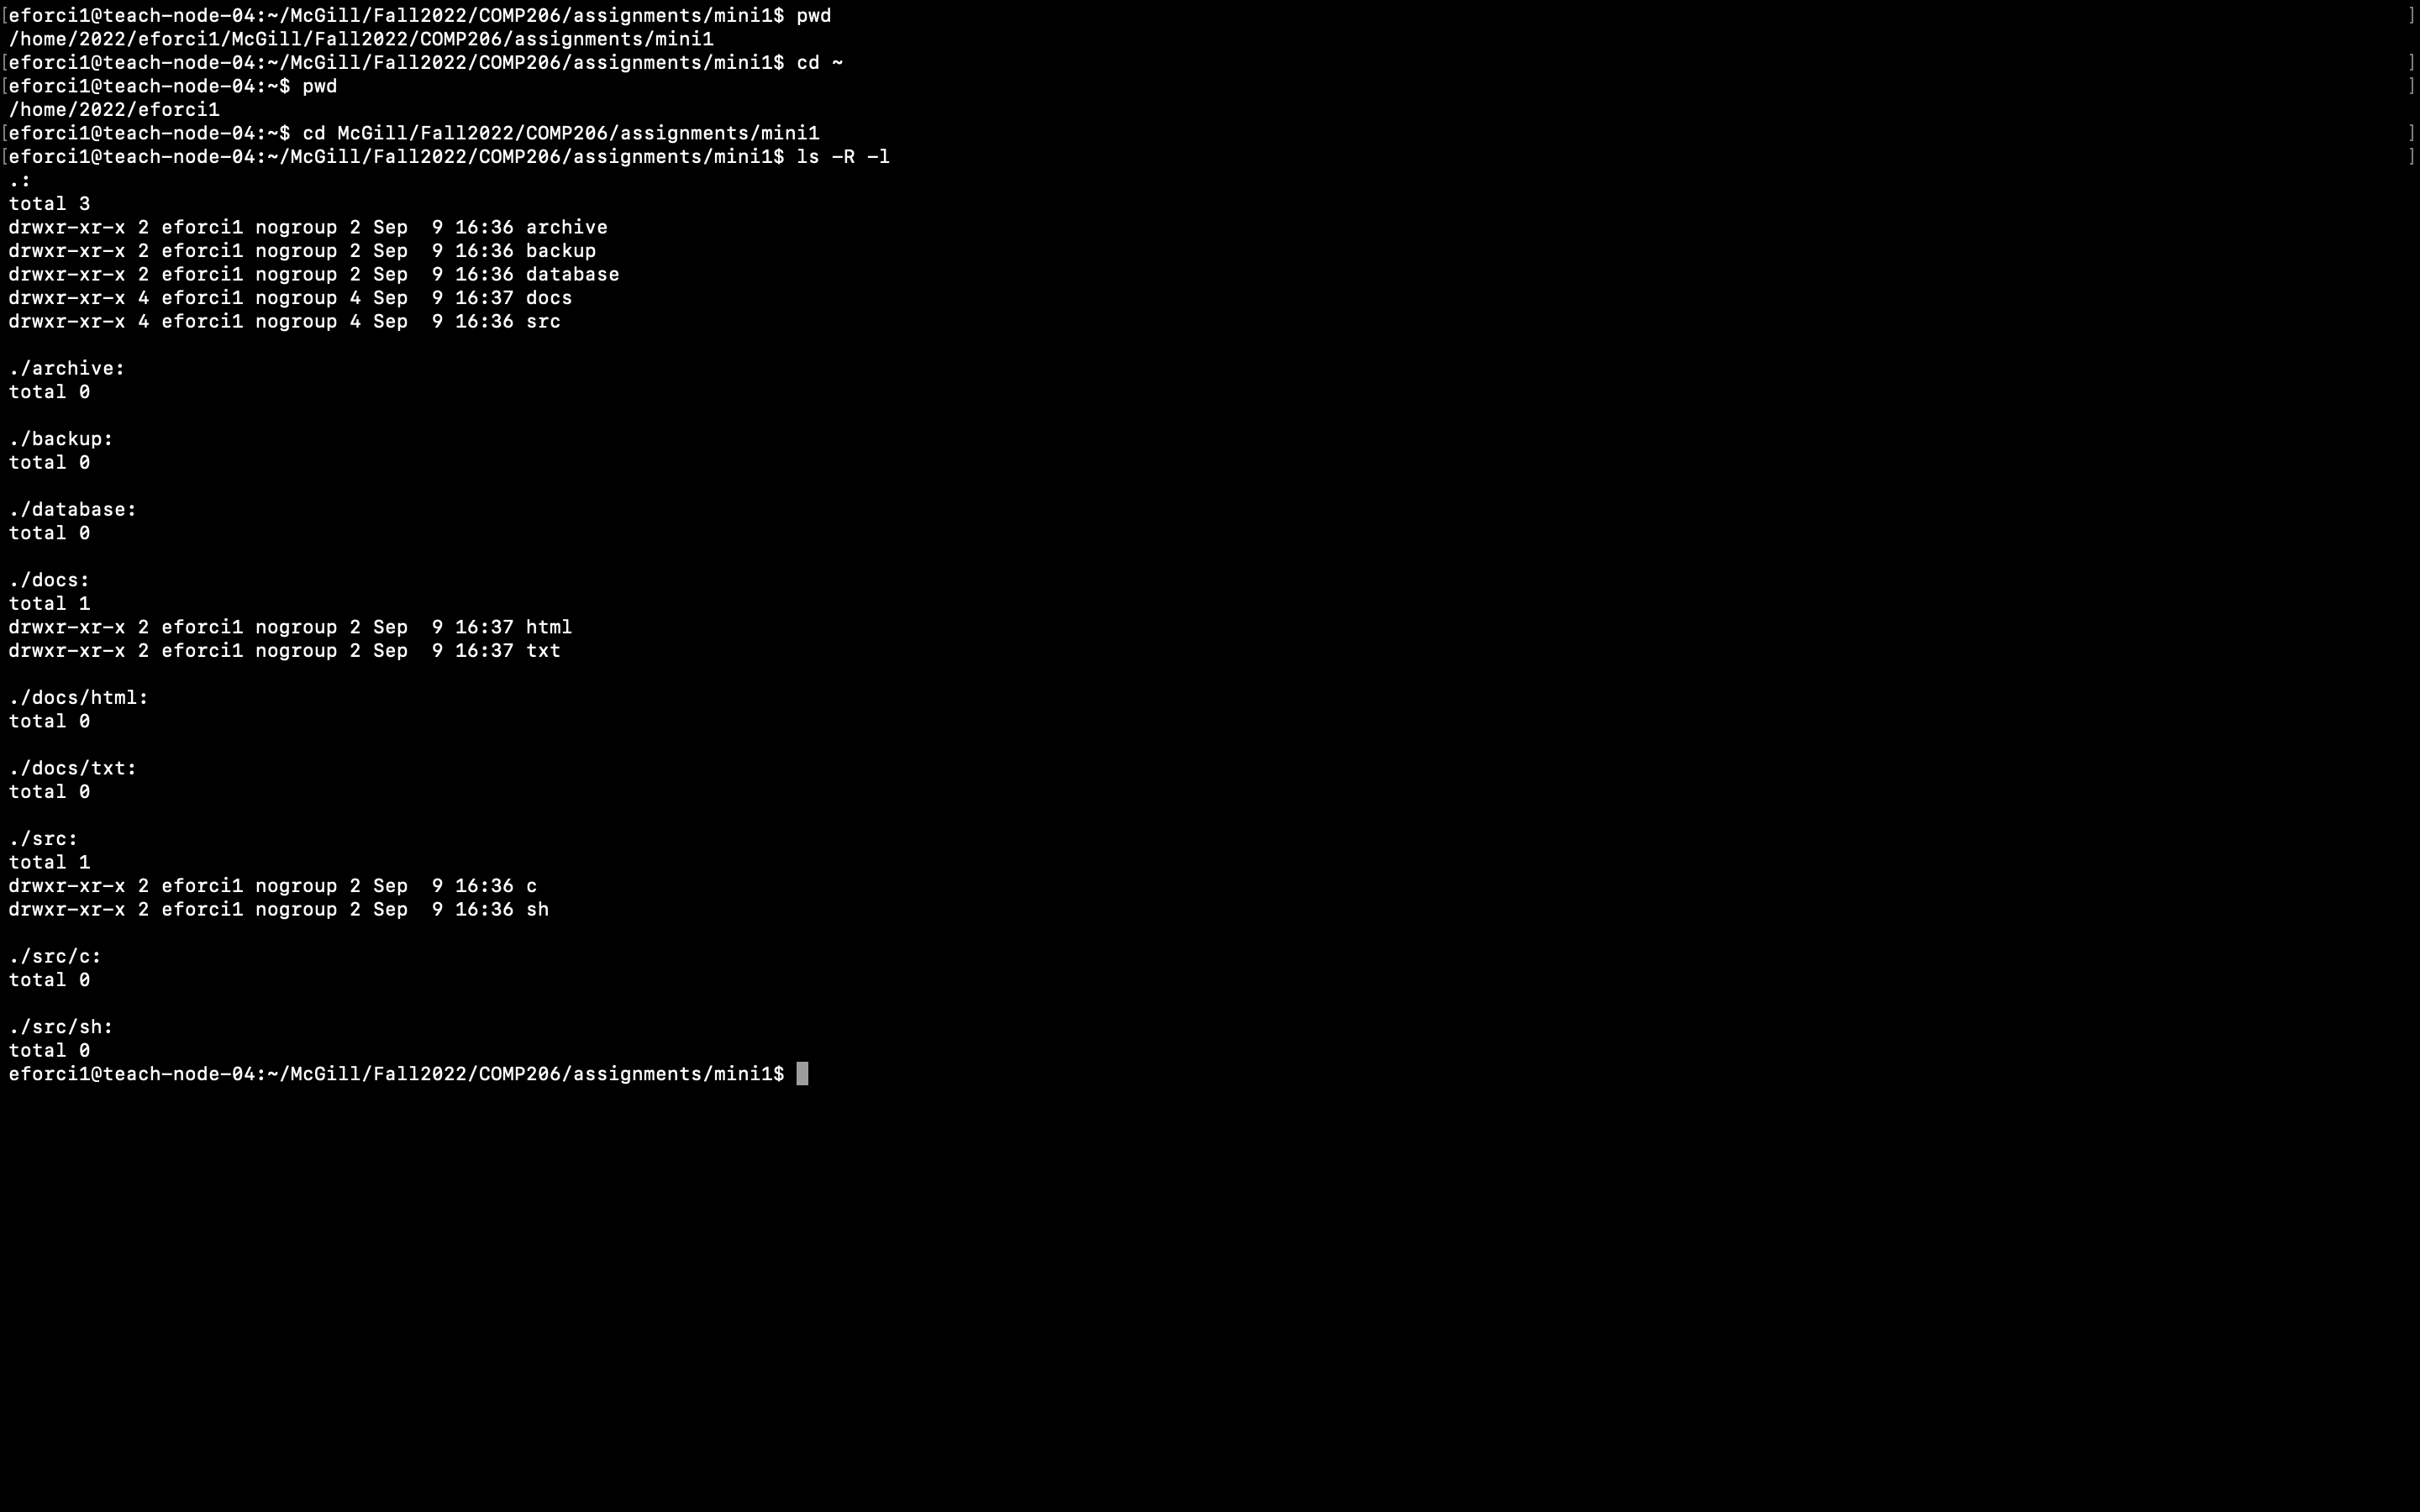 [eforci1@teach-node-04:~/McGill/Fall2022/COMP206/assignments/mini1$ pwd ]
/home/2022/eforci1/McGill/Fall2022/COMP206/assignments/mini1
[eforci1@teach-node-04:~/McGill/Fall2022/COMP206/assignments/mini1$ cd ~ ]
[eforci1@teach-node-04:~$ pwd ]
/home/2022/eforci1
[eforci1@teach-node-04:~$ cd McGill/Fall2022/COMP206/assignments/mini1 ]
[eforci1@teach-node-04:~/McGill/Fall2022/COMP206/assignments/mini1$ ls -R -l ]
.:
total 3
drwxr-xr-x 2 eforci1 nogroup 2 Sep  9 16:36 archive
drwxr-xr-x 2 eforci1 nogroup 2 Sep  9 16:36 backup
drwxr-xr-x 2 eforci1 nogroup 2 Sep  9 16:36 database
drwxr-xr-x 4 eforci1 nogroup 4 Sep  9 16:37 docs
drwxr-xr-x 4 eforci1 nogroup 4 Sep  9 16:36 src
./archive:
total 0
./backup:
total 0
./database:
total 0
./docs:
total 1
drwxr-xr-x 2 eforci1 nogroup 2 Sep  9 16:37 html
drwxr-xr-x 2 eforci1 nogroup 2 Sep  9 16:37 txt
./docs/html:
total 0
./docs/txt:
total 0
./src:
total 1
drwxr-xr-x 2 eforci1 nogroup 2 Sep  9 16:36 c
drwxr-xr-x 2 eforci1 nogroup 2 Sep  9 16:36 sh
./src/c:
total 0
./src/sh:
total 0
eforci1@teach-node-04:~/McGill/Fall2022/COMP206/assignments/mini1$